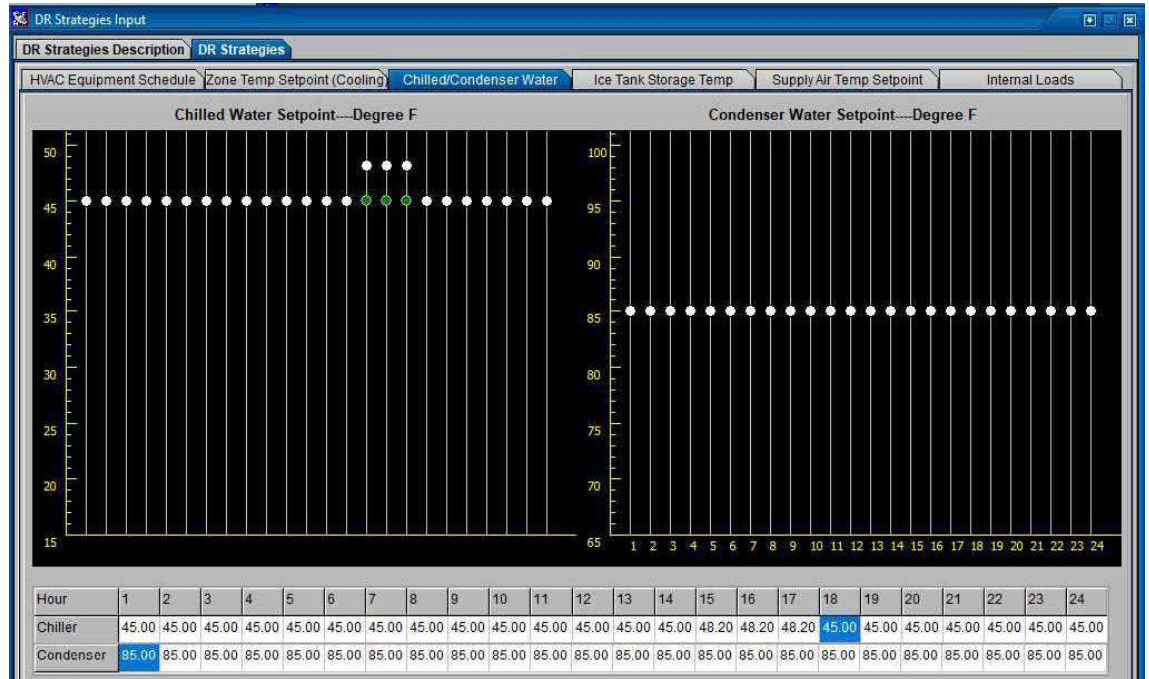 DR Strategies Input
DR Strategies Description DR Strategies
HVAC Equipment Schedule Zone Temp Setpoint (Cooling) Chilled/Condenser Water Ice Tank Storage Temp Supply Air Temp Setpoint Internal Loads
Chilled Water Setpoint----Degree F
50
45
40
35
30
25
20
15
Condenser Water Setpoint----Degree F
100
95
90
85
80
75
70
65
1 2 3 4 5 6 7 8 9 10 11 12 13 14 15 16 17 18 19 20 21 22 23 24
Hour 1 2 3 4 5 6 7 8 9 10 11 12 13 14 15 16 17 18 19 20 21 22 23 24
Chiller 45.00 45.00 45.00 45.00 45.00 45.00 45.00 45.00 45.00 45.00 45.00 45.00 45.00 45.00 48.20 48.20 48.20 45.00 45.00 45.00 45.00 45.00 45.00 45.00
Condenser 85.00 85.00 85.00 85.00 85.00 85.00 85.00 85.00 85.00 85.00 85.00 85.00 85.00 85.00 85.00 85.00 85.00 85.00 85.00 85.00 85.00 85.00 85.00 85.00